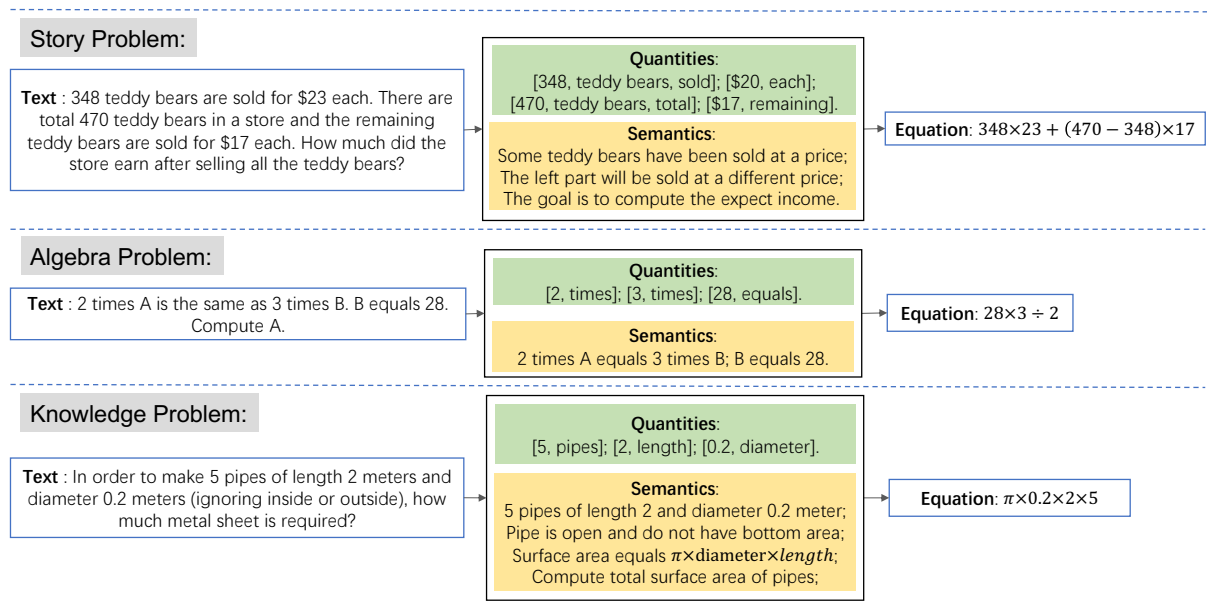 Story Problem:
Text : 348 teddy bears are sold for $23 each. There are
total 470 teddy bears in a store and the remaining
teddy bears are sold for $17 each. How much did the
store earn after selling all the teddy bears?
Quantities:
[348, teddy bears, sold]; [$20, each];
[470, teddy bears, total]; [$17, remaining].
Semantics:
Some teddy bears have been sold at a price;
The left part will be sold at a different price;
The goal is to compute the expect income.
Equation: 348×23 + (470 − 348)×17
Algebra Problem:
Text : 2 times A is the same as 3 times B. B equals 28.
Compute A.
Quantities:
[2, times]; [3, times]; [28, equals].
Semantics:
2 times A equals 3 times B; B equals 28.
Equation: 28×3 ÷ 2
Knowledge Problem:
Text : In order to make 5 pipes of length 2 meters and
diameter 0.2 meters (ignoring inside or outside), how
much metal sheet is required?
Quantities:
[5, pipes]; [2, length]; [0.2, diameter].
Semantics:
5 pipes of length 2 and diameter 0.2 meter;
Pipe is open and do not have bottom area;
Surface area equals π×diameter×length;
Compute total surface area of pipes;
Equation: π×0.2×2×5